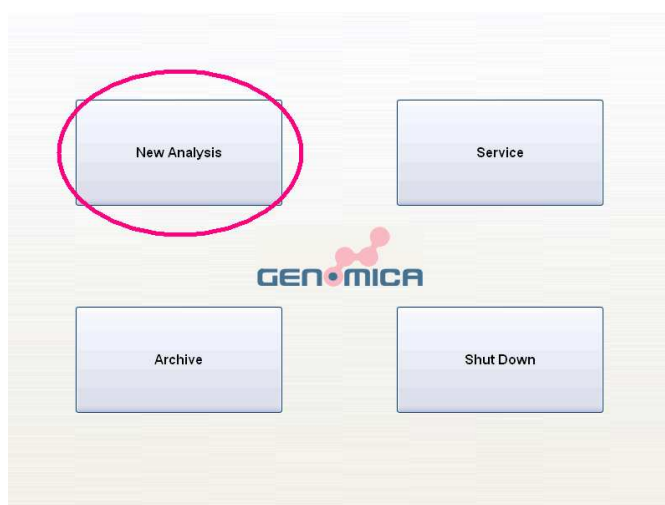 New Analysis
Service
GENOMICA
Archive
Shut Down